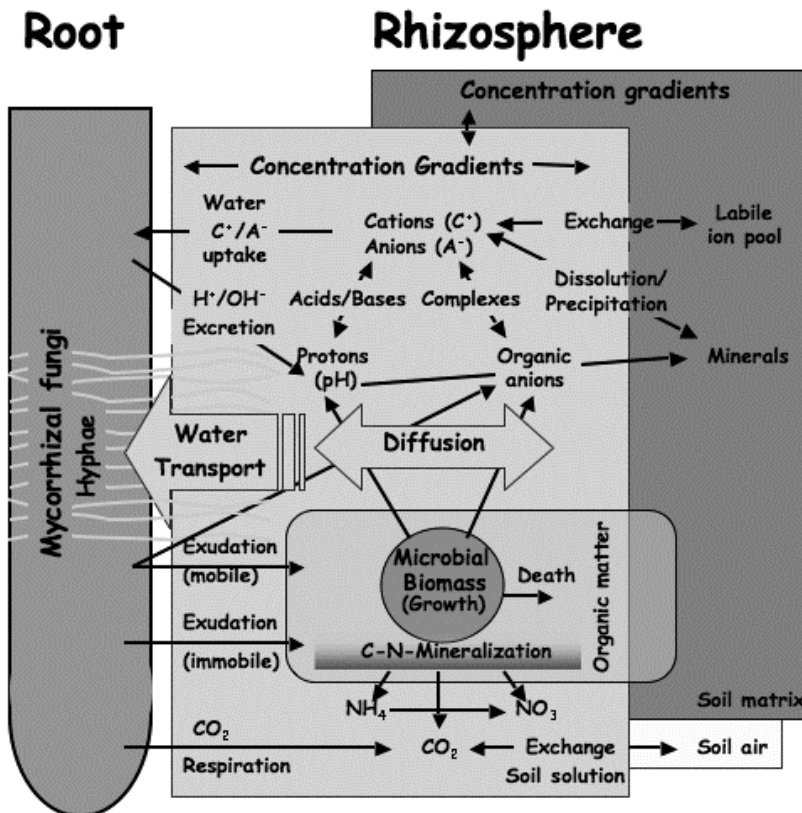 Root
Rhizosphere
Concentration gradients
Concentration Gradients
Water
C⁺/A⁻
uptake
Cations (C⁺)
Anions (A⁻)
Exchange
Labile
ion pool
Dissolution/
Precipitation
H⁺/OH⁻
Excretion
Acids/Bases
Complexes
Protons
(pH)
Organic
anions
Minerals
Mycorrhizal fungi
Hyphae
Water
Transport
Diffusion
Exudation
(mobile)
Microbial
Biomass
(Growth)
Death
Organic matter
Exudation
(immobile)
C-N-Mineralization
NH₄
NO₃
Soil matrix
CO₂
Respiration
CO₂
Exchange
Soil solution
Soil air